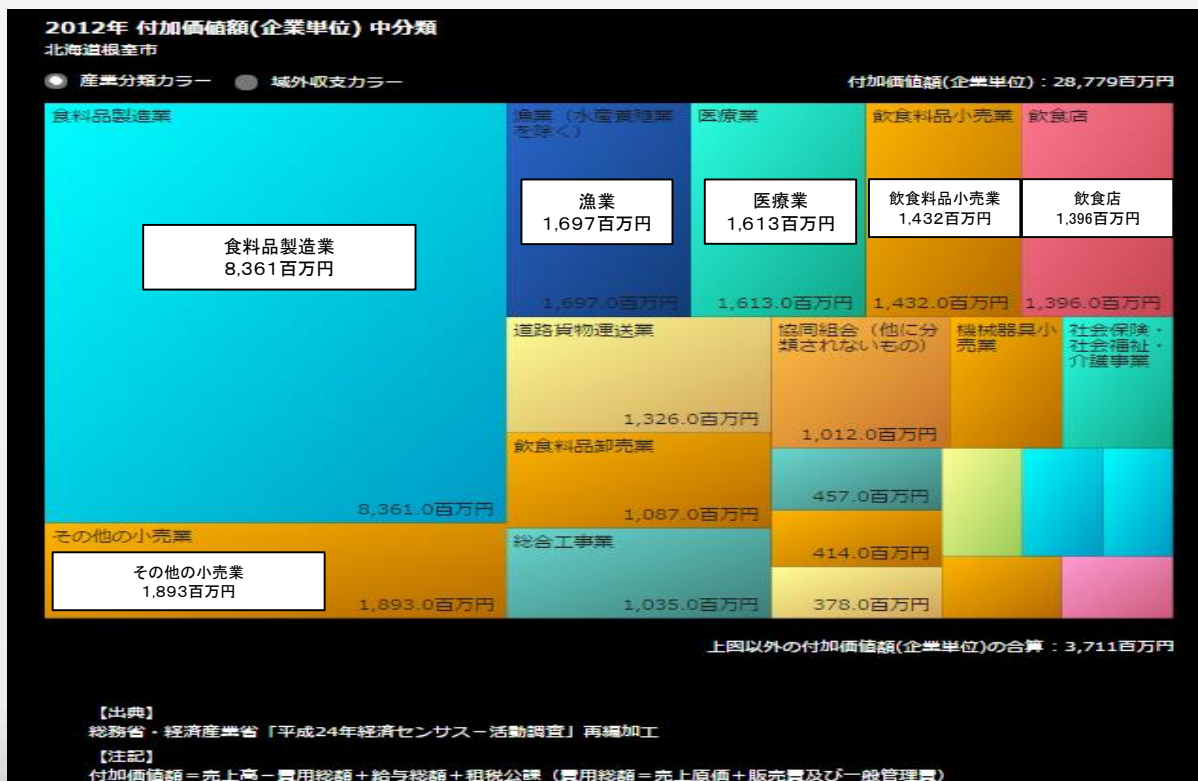 2012年 付加価値額(企業単位) 中分類
北海道根室市
産業分類カラー 域外収支カラー
付加価値額(企業単位)：28,779百万円
食料品製造業
食料品製造業
8,361百万円
8,361.0百万円
その他の小売業
その他の小売業
1,893百万円
1,893.0百万円
漁業（水産養殖業
を除く）
漁業
1,697百万円
1,697.0百万円
医療業
医療業
1,613百万円
1,613.0百万円
飲食料品小売業
飲食料品小売業
1,432百万円
1,432.0百万円
飲食店
飲食店
1,396百万円
1,396.0百万円
道路貨物運送業
1,326.0百万円
飲食料品卸売業
1,087.0百万円
総合工事業
1,035.0百万円
協同組合（他に分
類されないもの）
1,012.0百万円
機械器具小
売業
社会保険・
社会福祉・
介護事業
457.0百万円
414.0百万円
378.0百万円
上図以外の付加価値額(企業単位)の合算：3,711百万円
【出典】
総務省・経済産業省「平成24年経済センサス－活動調査」再編加工
【注記】
付加価値額＝売上高－費用総額＋給与総額＋租税公課（費用総額＝売上原価＋販売費及び一般管理費）